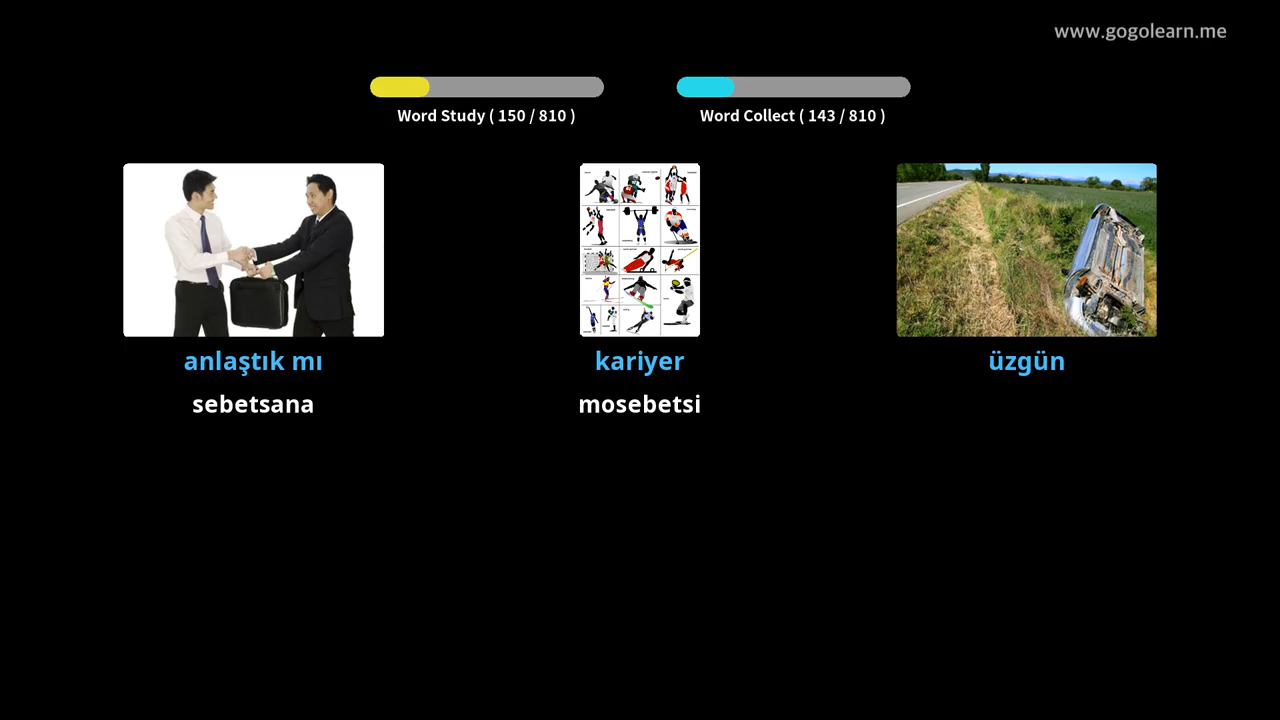 www.gogolearn.me
Word Study ( 150 / 810 )
Word Collect ( 143 / 810 )
anlaştık mı
kariyer
üzgün
sebetsana
mosebetsi